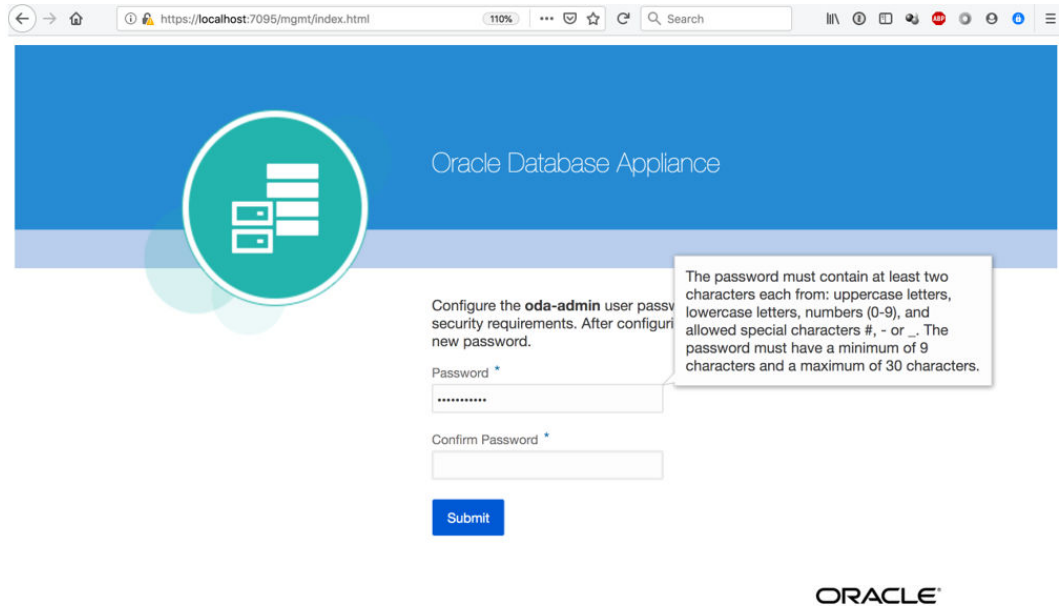 https://localhost:7095/mgmt/index.html
110%
Search
ABP
Oracle Database Appliance
The password must contain at least two
characters each from: uppercase letters,
lowercase letters, numbers (0-9), and
allowed special characters #, - or _. The
password must have a minimum of 9
characters and a maximum of 30 characters.
Configure the oda-admin user passw
security requirements. After configuri
new password.
Password *
•••••••••••
Confirm Password *
Submit
ORACLE®